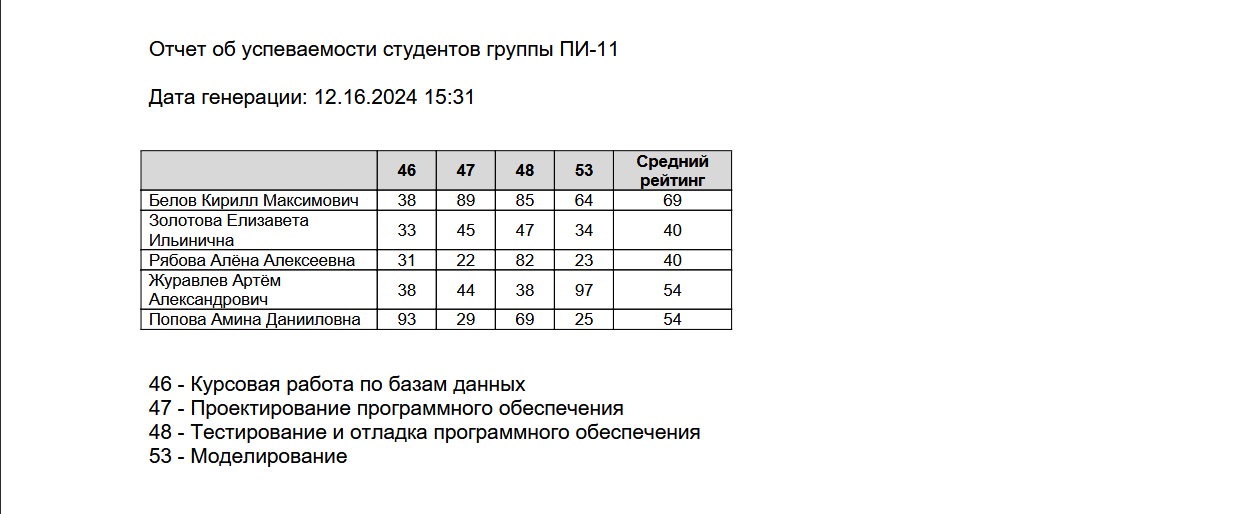 Отчет об успеваемости студентов группы ПИ-11
Дата генерации: 12.16.2024 15:31
46 47 48 53 Средний
рейтинг
Белов Кирилл Максимович 38 89 85 64 69
Золотова Елизавета
Ильинична 33 45 47 34 40
Рябова Алёна Алексеевна 31 22 82 23 40
Журавлев Артём
Александрович 38 44 38 97 54
Попова Амина Данииловна 93 29 69 25 54
46 - Курсовая работа по базам данных
47 - Проектирование программного обеспечения
48 - Тестирование и отладка программного обеспечения
53 - Моделирование